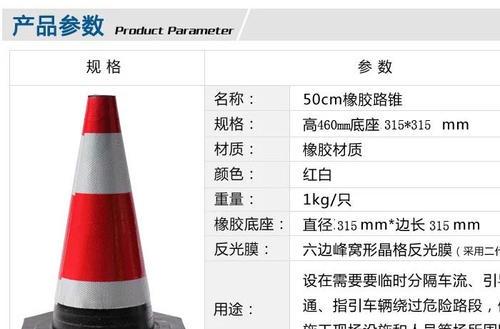 产品参数 Product Parameter
规格 参数
名称： 50cm橡胶路锥
规格： 高460mm底座.315*315 mm
材质： 橡胶材质
颜色： 红白
重量： 1kg/只
橡胶底座： 直径.315 mm*边长 315 mm
反光膜： 六边峰窝形晶格反光膜（采用二
设在需要要临时分隔车流、引
用途： 通、指引车辆绕过危险路段，